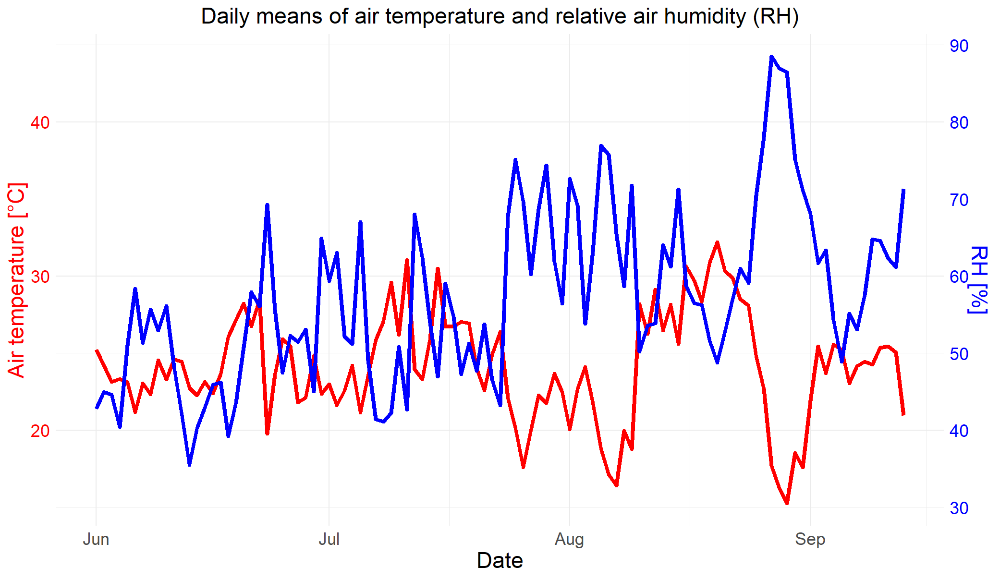 Daily means of air temperature and relative air humidity (RH)
90
40
80
70
Air temperature [°C]
RH [%]
30
60
50
20
40
30
Jun
Jul
Aug
Sep
Date